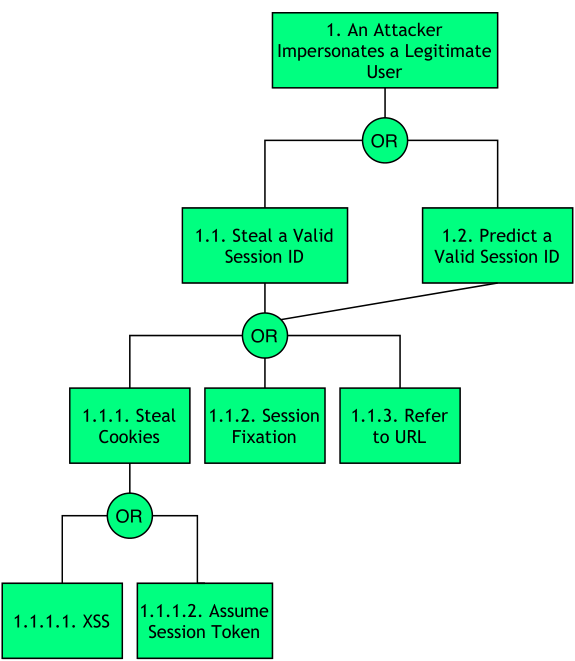 1. An Attacker
Impersonates a Legitimate
User
OR
1.1. Steal a Valid
Session ID
1.2. Predict a
Valid Session ID
OR
1.1.1. Steal
Cookies
1.1.2. Session
Fixation
1.1.3. Refer
to URL
OR
1.1.1.1. XSS
1.1.1.2. Assume
Session Token